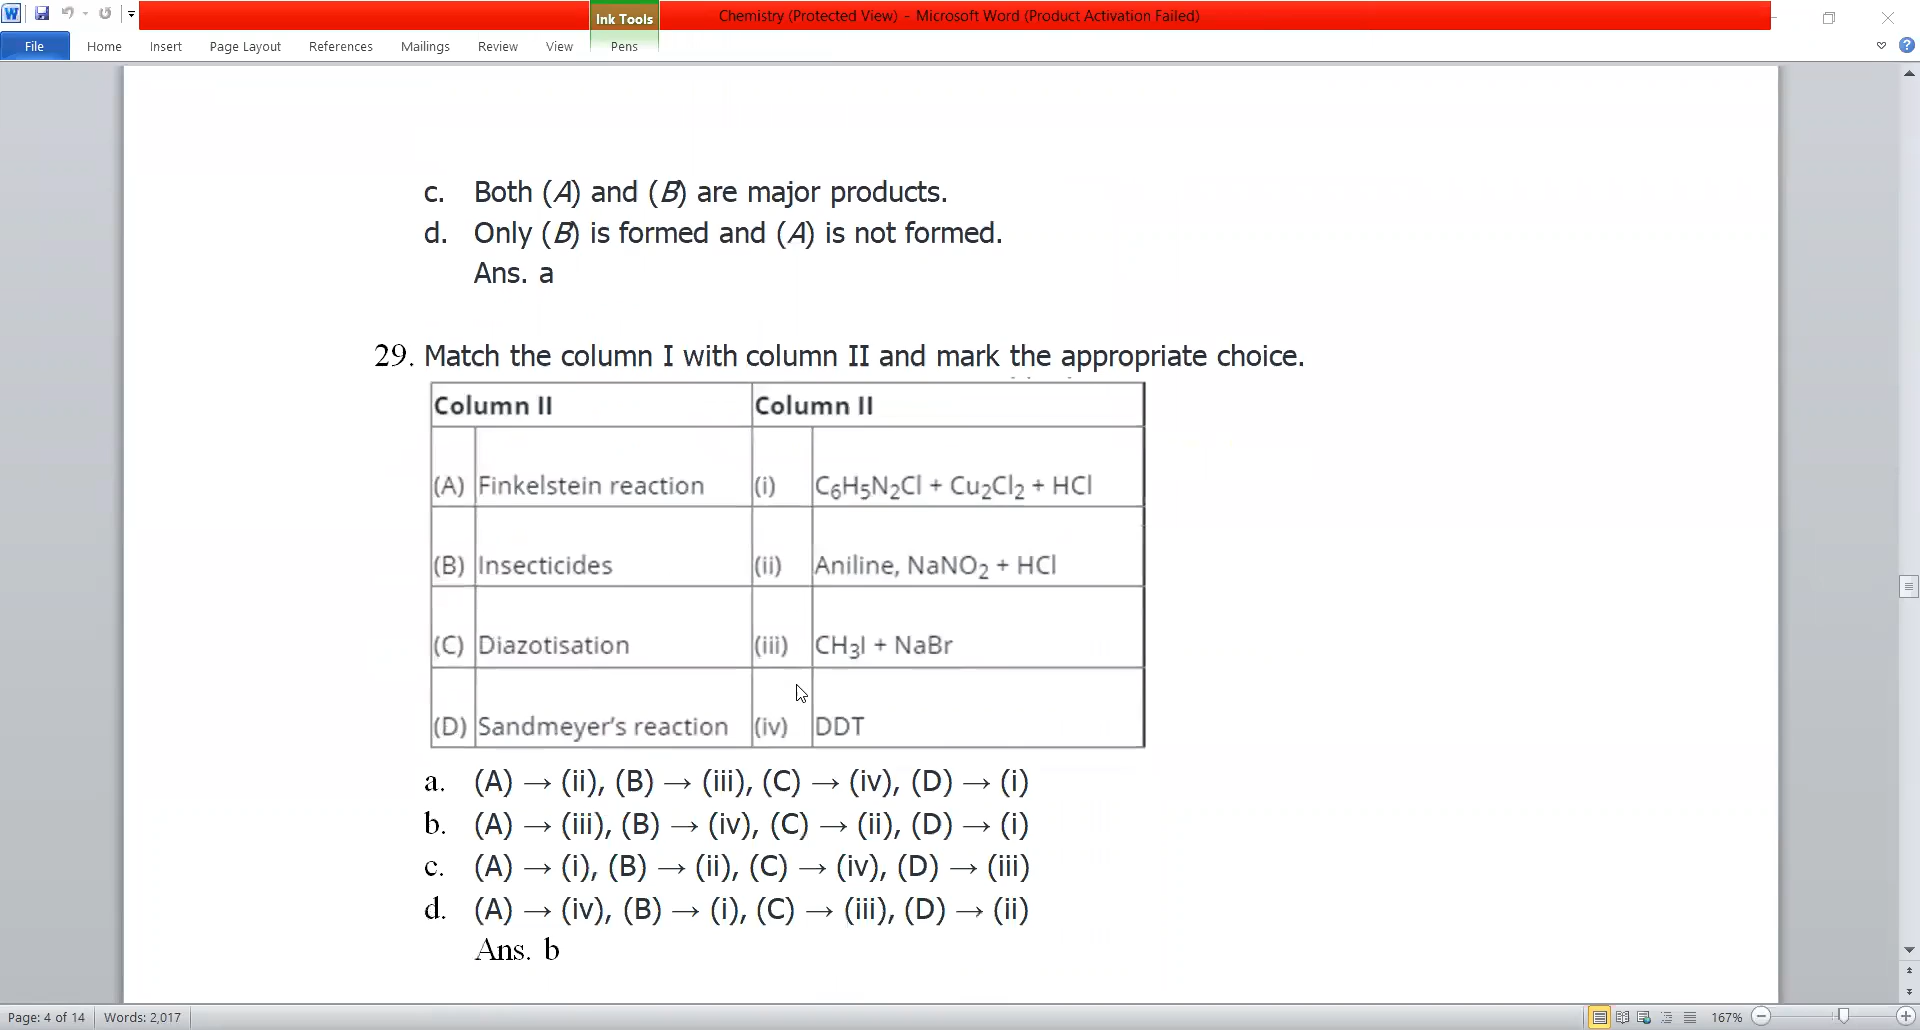 Ink Tools
Chemistry (Protected View) - Microsoft Word (Product Activation Failed)
File Home Insert Page Layout References Mailings Review View Pens
c. Both (A) and (B) are major products.
d. Only (B) is formed and (A) is not formed.
Ans. a
29. Match the column I with column II and mark the appropriate choice.
Column II Column II
(A) Finkelstein reaction (i) C6H5N2Cl + Cu2Cl2 + HCl
(B) Insecticides (ii) Aniline, NaNO2 + HCl
(C) Diazotisation (iii) CH3I + NaBr
(D) Sandmeyer's reaction (iv) DDT
a. (A) → (ii), (B) → (iii), (C) → (iv), (D) → (i)
b. (A) → (iii), (B) → (iv), (C) → (ii), (D) → (i)
c. (A) → (i), (B) → (ii), (C) → (iv), (D) → (iii)
d. (A) → (iv), (B) → (i), (C) → (iii), (D) → (ii)
Ans. b
Page: 4 of 14 Words: 2,017 167%